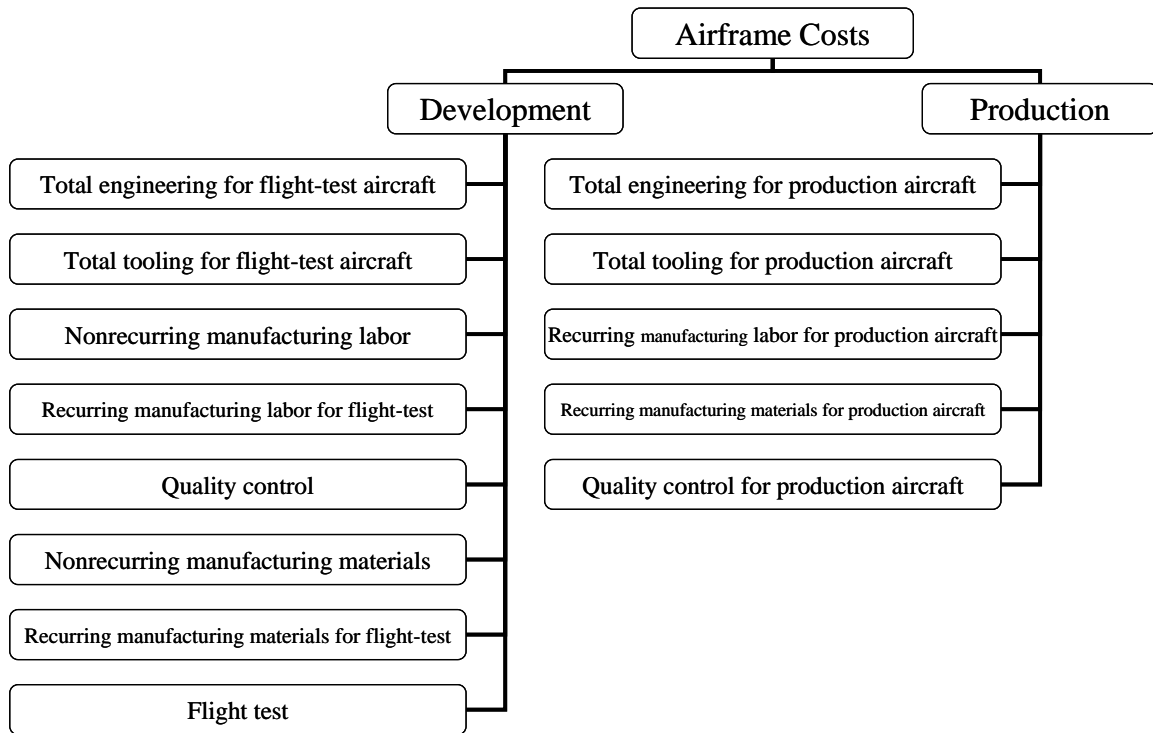 Airframe Costs
Development
Production
Total engineering for flight-test aircraft
Total tooling for flight-test aircraft
Nonrecurring manufacturing labor
Recurring manufacturing labor for flight-test
Quality control
Nonrecurring manufacturing materials
Recurring manufacturing materials for flight-test
Flight test
Total engineering for production aircraft
Total tooling for production aircraft
Recurring manufacturing labor for production aircraft
Recurring manufacturing materials for production aircraft
Quality control for production aircraft